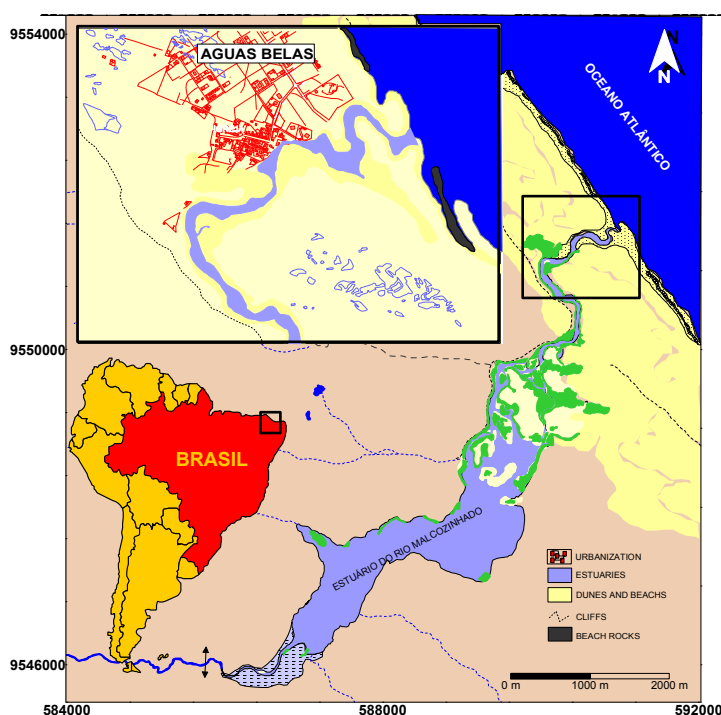 9554000
AGUAS BELAS
N
N
OCEANO ATLÂNTICO
9550000
BRASIL
ESTUÁRIO DO RIO MALCOZINHADO
URBANIZATION
ESTUARIES
DUNES AND BEACHS
CLIFFS
BEACH ROCKS
9546000
0 m 1000 m 2000 m
584000 588000 592000